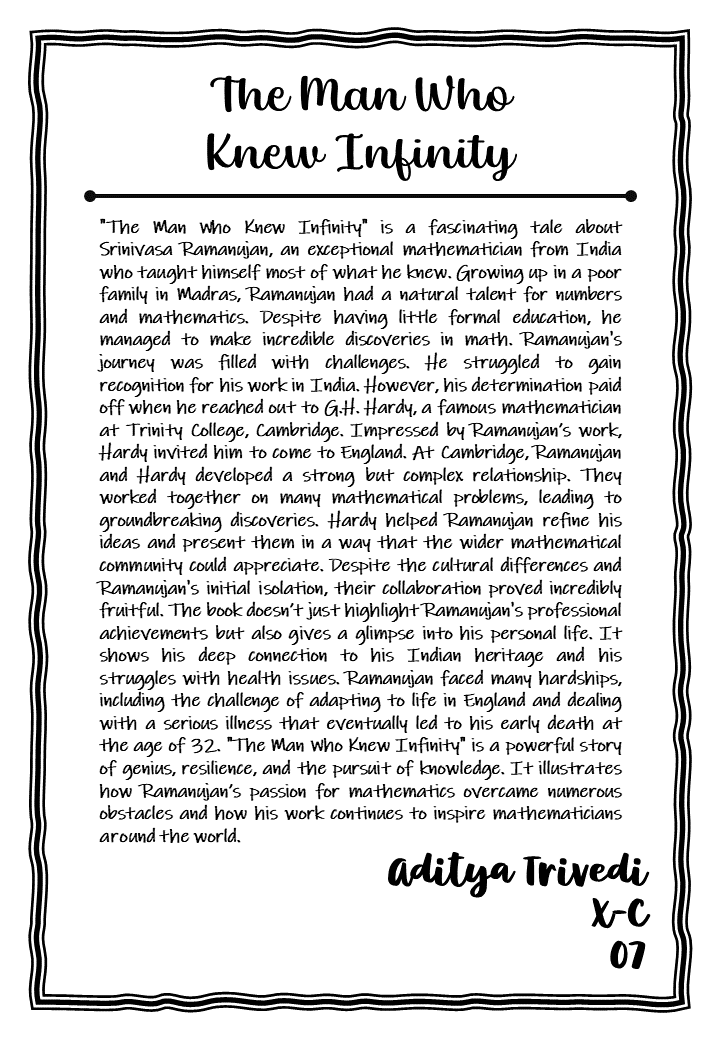 The Man Who
Knew Infinity
"The Man Who Knew Infinity" is a fascinating tale about
Srinivasa Ramanujan, an exceptional mathematician from India
who taught himself most of what he knew. Growing up in a poor
family in Madras, Ramanujan had a natural talent for numbers
and mathematics. Despite having little formal education, he
managed to make incredible discoveries in math. Ramanujan's
journey was filled with challenges. He struggled to gain
recognition for his work in India. However, his determination paid
off when he reached out to G.H. Hardy, a famous mathematician
at Trinity College, Cambridge. Impressed by Ramanujan's work,
Hardy invited him to come to England. At Cambridge, Ramanujan
and Hardy developed a strong but complex relationship. They
worked together on many mathematical problems, leading to
groundbreaking discoveries. Hardy helped Ramanujan refine his
ideas and present them in a way that the wider mathematical
community could appreciate. Despite the cultural differences and
Ramanujan's initial isolation, their collaboration proved incredibly
fruitful. The book doesn't just highlight Ramanujan's professional
achievements but also gives a glimpse into his personal life. It
shows his deep connection to his Indian heritage and his
struggles with health issues. Ramanujan faced many hardships,
including the challenge of adapting to life in England and dealing
with a serious illness that eventually led to his early death at
the age of 32. "The Man Who Knew Infinity" is a powerful story
of genius, resilience, and the pursuit of knowledge. It illustrates
how Ramanujan's passion for mathematics overcame numerous
obstacles and how his work continues to inspire mathematicians
around the world.
Aditya Trivedi
X-C
07